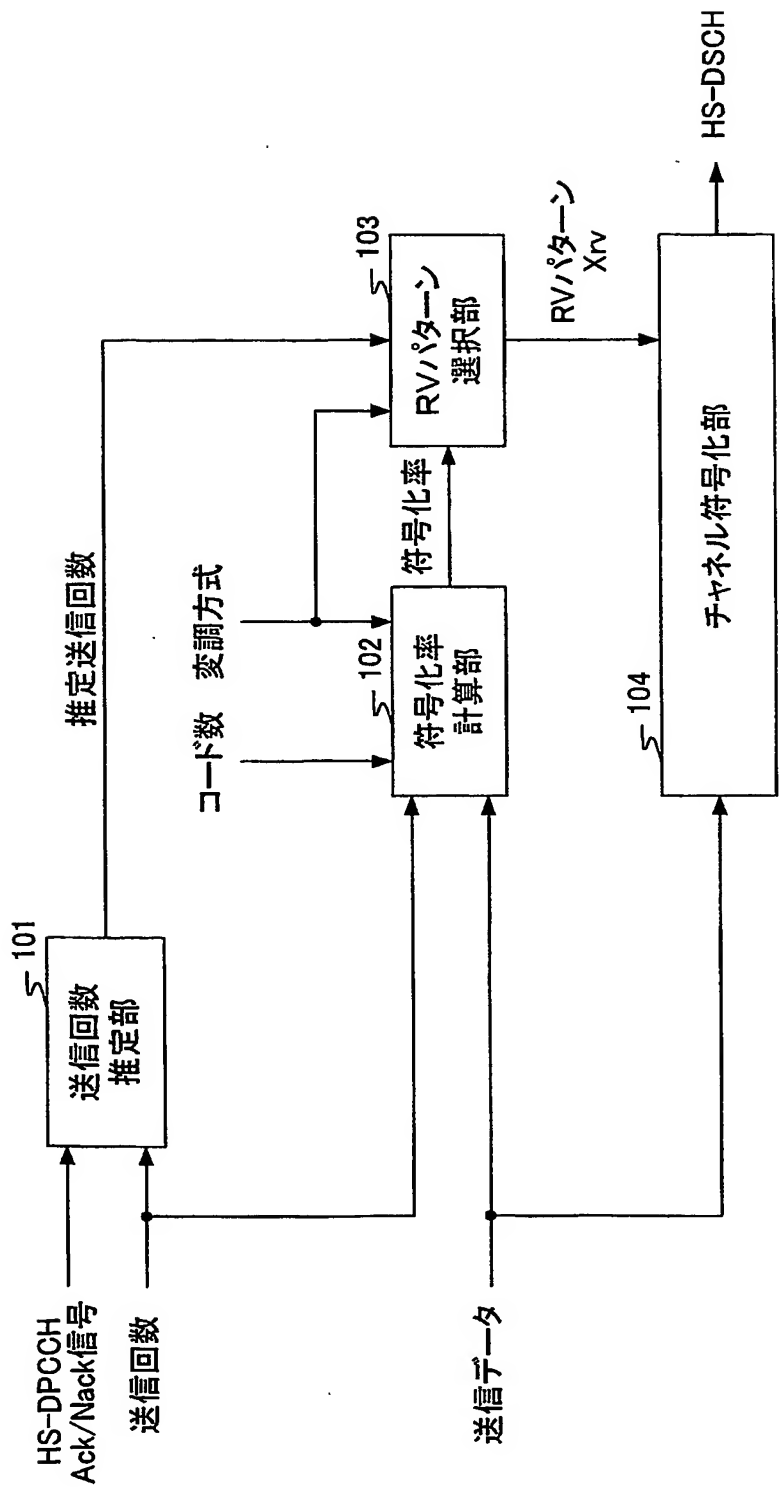 HS-DPCCH
Ack/Nack信号
送信回数
101
送信回数
推定部
推定送信回数
コード数
変調方式
102
符号化率
計算部
符号化率
103
RVパターン
選択部
RVパターン
Xrv
送信データ
104
チャネル符号化部
HS-DSCH